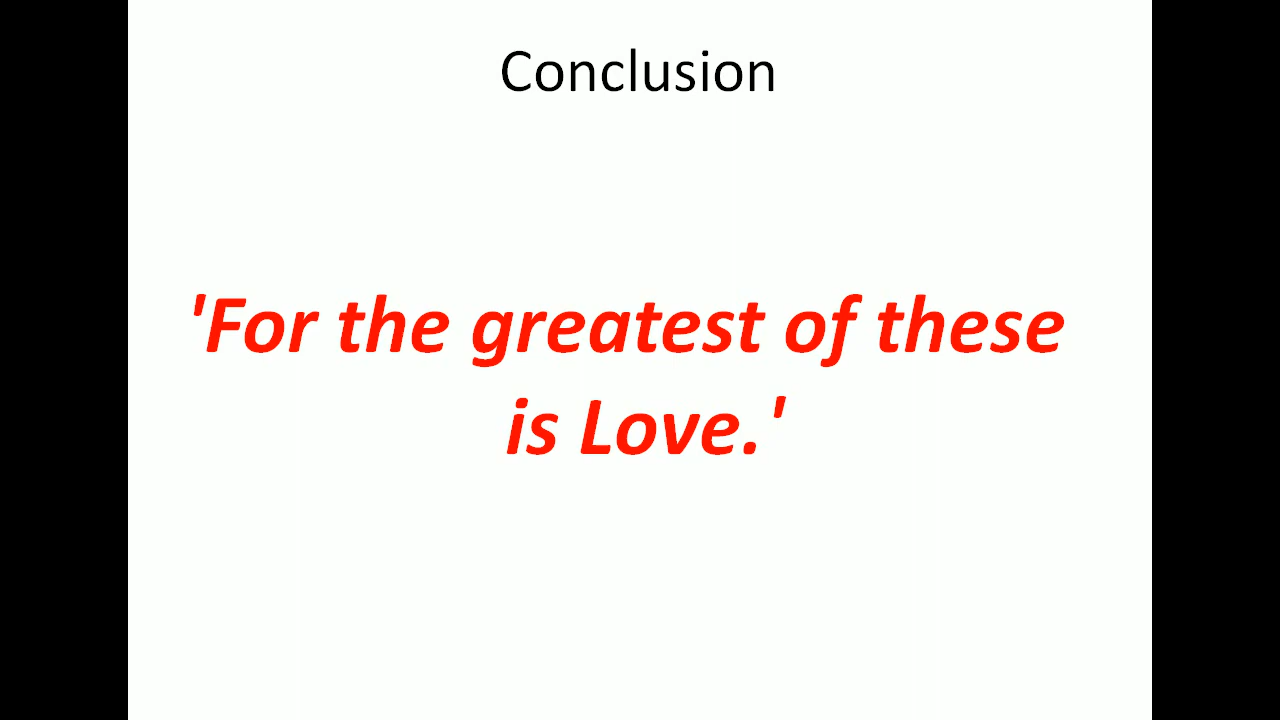 Conclusion
'For the greatest of these
is Love.'